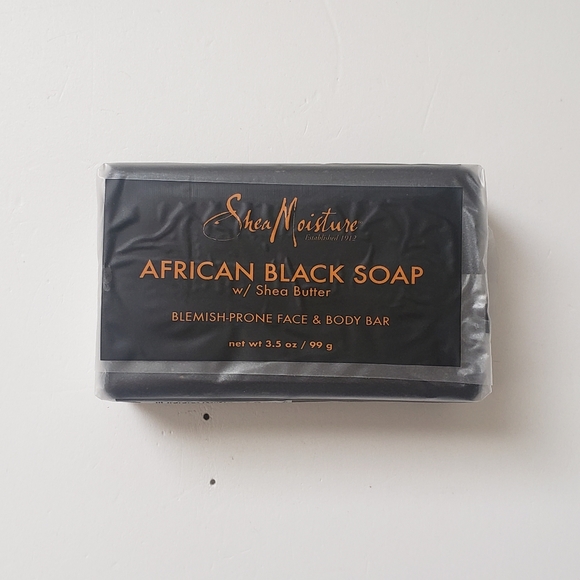 SheaMoisture
Established 1912
AFRICAN BLACK SOAP
w/ Shea Butter
BLEMISH-PRONE FACE & BODY BAR
net wt 3.5 oz / 99 g